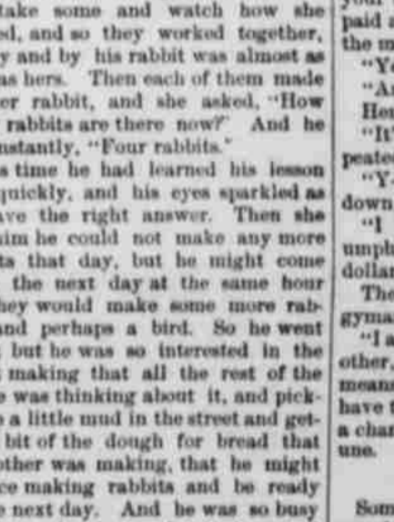 take some and watch how she
ed, and so they worked together,
y and by his rabbit was almost as
as hers. Then each of them made
er rabbit, and she asked, "How
rabbits are there now?" And he
nstantly, "Four rabbits."
s time he had learned his lesson
quickly, and his eyes sparkled as
ave the right answer. Then she
him he could not make any more
ts that day, but he might come
the next day at the same hour
hey would make some more rab-
and perhaps a bird. So he went
but he was so interested in the
making that all the rest of the
e was thinking about it, and pick-
p a little mud in the street and get-
bit of the dough for bread that
other was making, that he might
ce making rabbits and be ready
e next day. And he was so busy
paid a
the m
"Ye
"An
Her
"It'
peated
"Y-
down
"I
umph
dollar
The
gyman
"I a
other,
means
have t
a chan
une.
Som